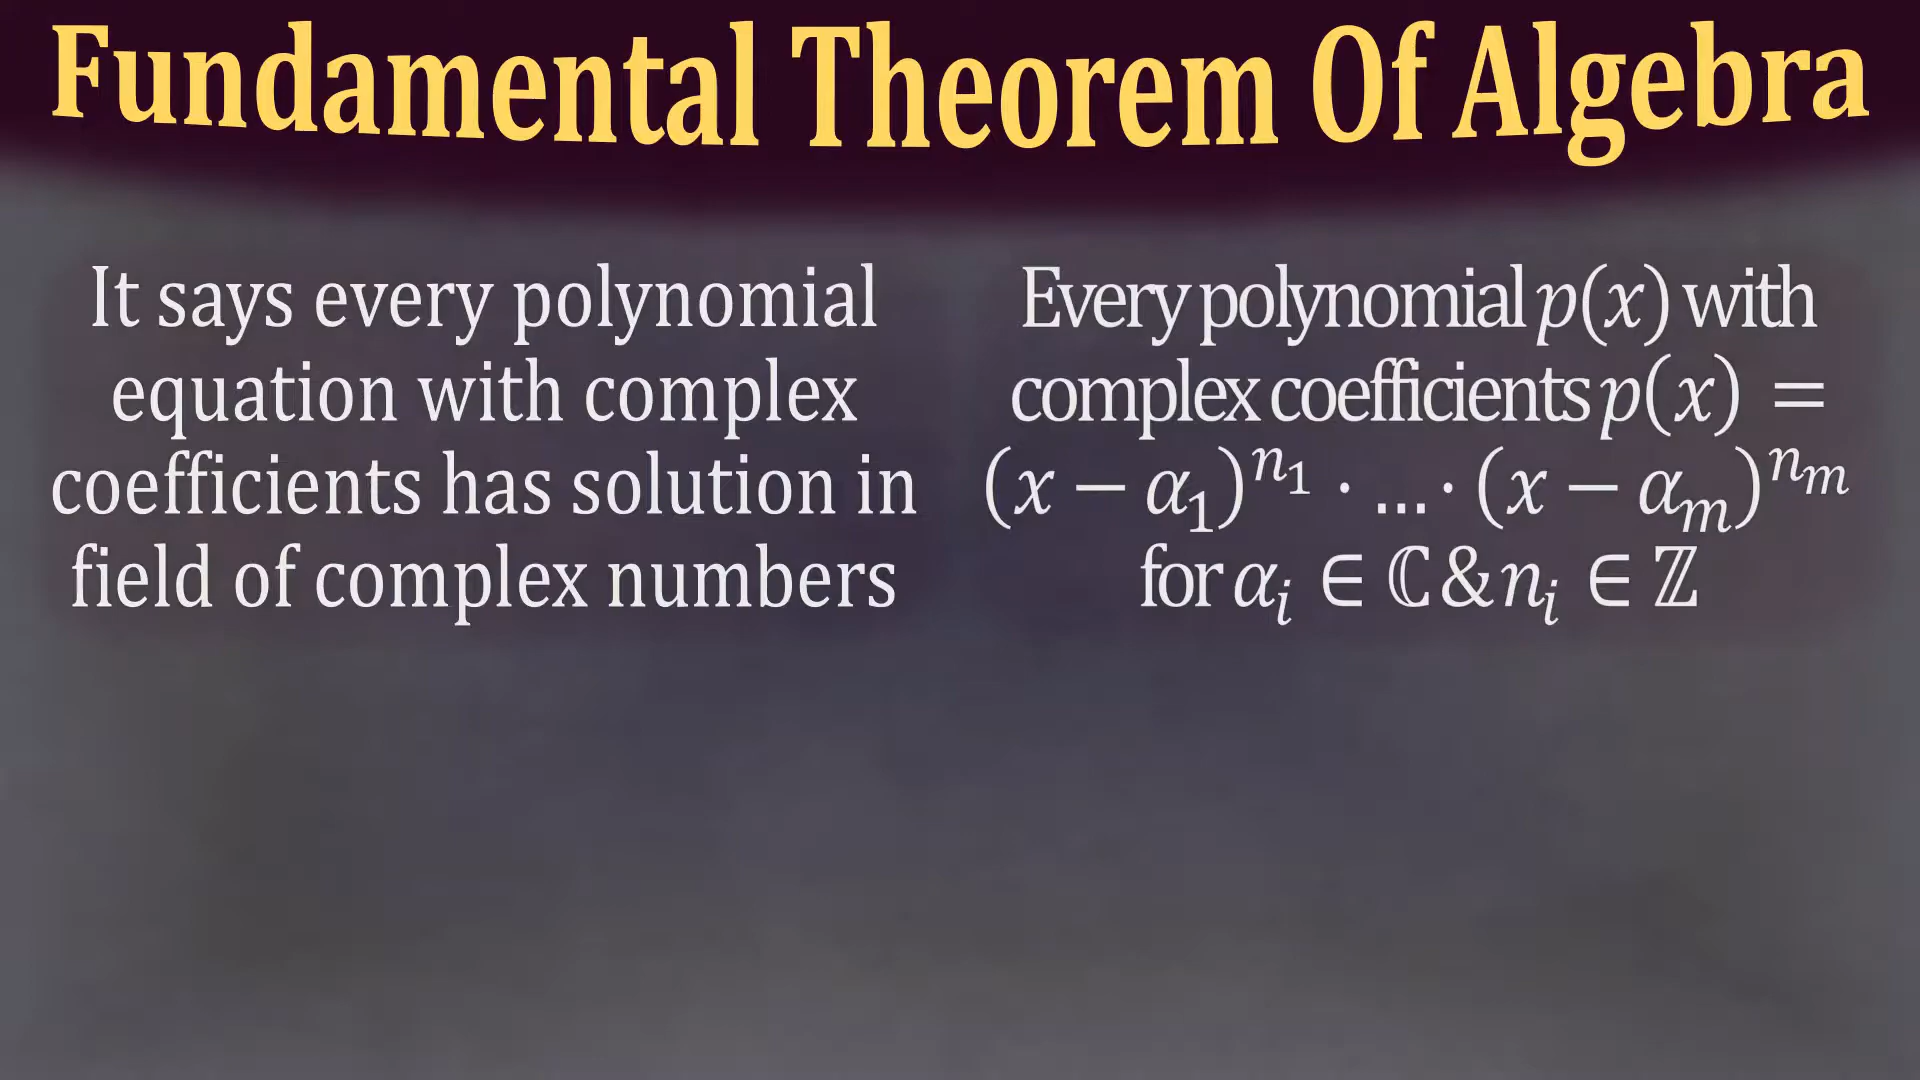 Fundamental Theorem Of Algebra
It says every polynomial
equation with complex
coefficients has solution in
field of complex numbers
Every polynomial p(x) with
complex coefficients p(x) =
(x − α₁)^{n₁} · … · (x − αₘ)^{nₘ}
for αᵢ ∈ ℂ & nᵢ ∈ ℤ